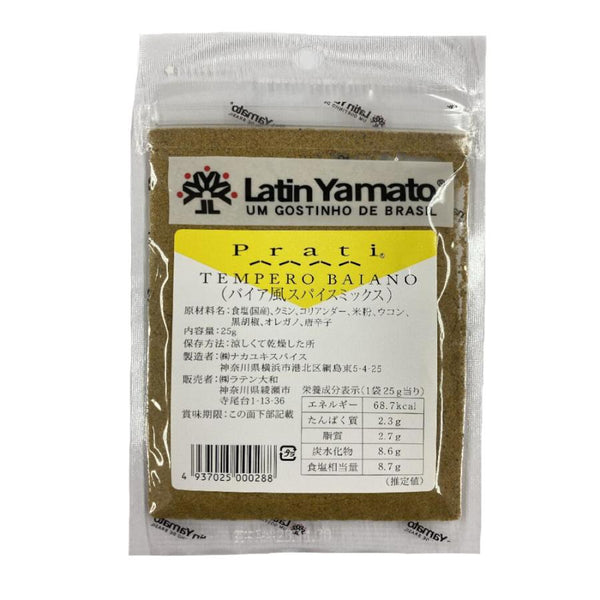 Latin Yamato®
UM GOSTINHO DE BRASIL
Prati®
TEMPERO BAIANO
(バイア風スパイスミックス)
原材料名:食塩(国産)、クミン、コリアンダー、米粉、ウコン、
黒胡椒、オレガノ、唐辛子
内容量:25g
保存方法:涼しくて乾燥した所
製造者:㈱ナカユキスパイス
神奈川県横浜市港北区綱島東5-4-25
販売者:㈱ラテン大和
神奈川県綾瀬市
寺尾台1-13-36
賞味期限:この面下部記載
栄養成分表示(1袋25g当り)
エネルギー 68.7kcal
たんぱく質 2.3g
脂質 2.7g
炭水化物 8.6g
食塩相当量 8.7g
(推定値)
4 937025 000288
Latin Yamato